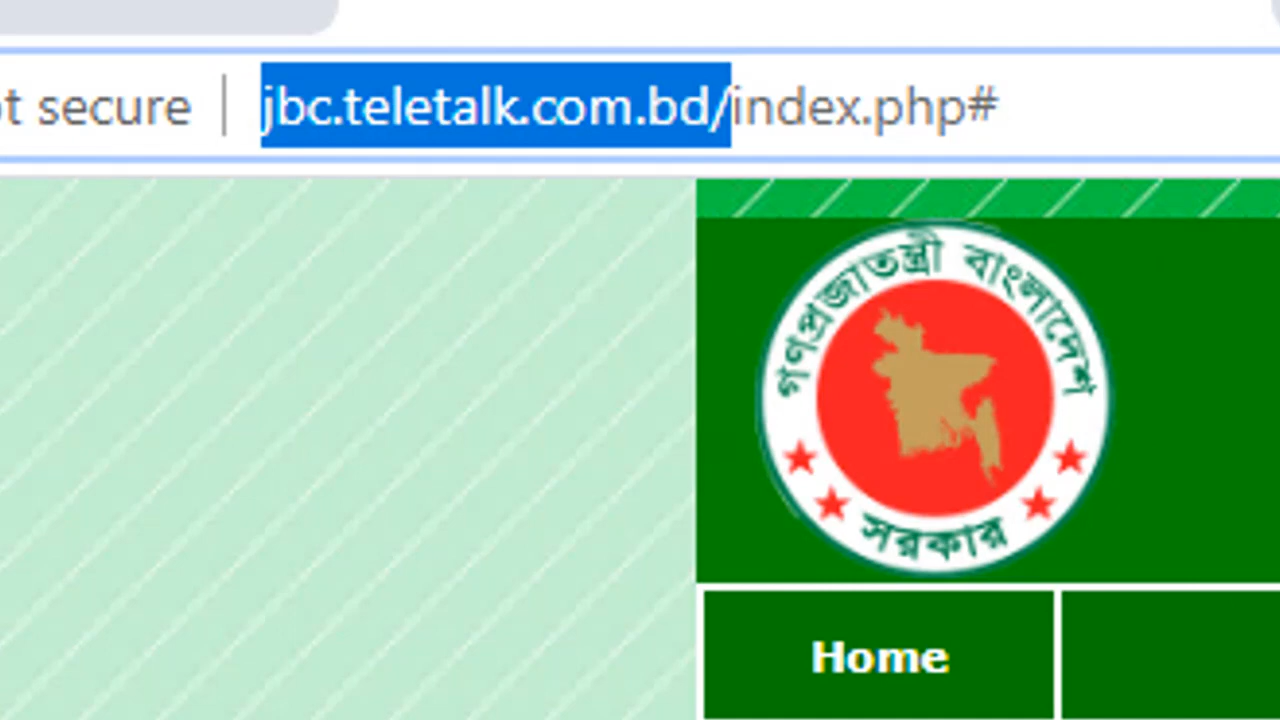 ot secure
jbc.teletalk.com.bd/index.php#
গণপ্রজাতন্ত্রী বাংলাদেশ
সরকার
Home